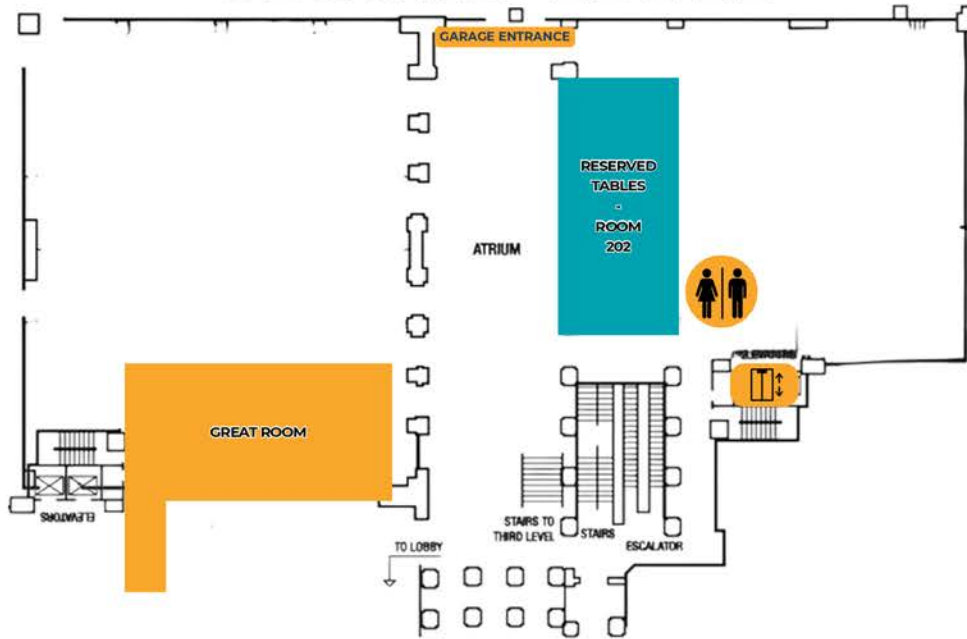 GARAGE ENTRANCE
RESERVED
TABLES
-
ROOM
202
ATRIUM
GREAT ROOM
ELEVATORS
STAIRS TO
THIRD LEVEL
STAIRS
ESCALATOR
TO LOBBY